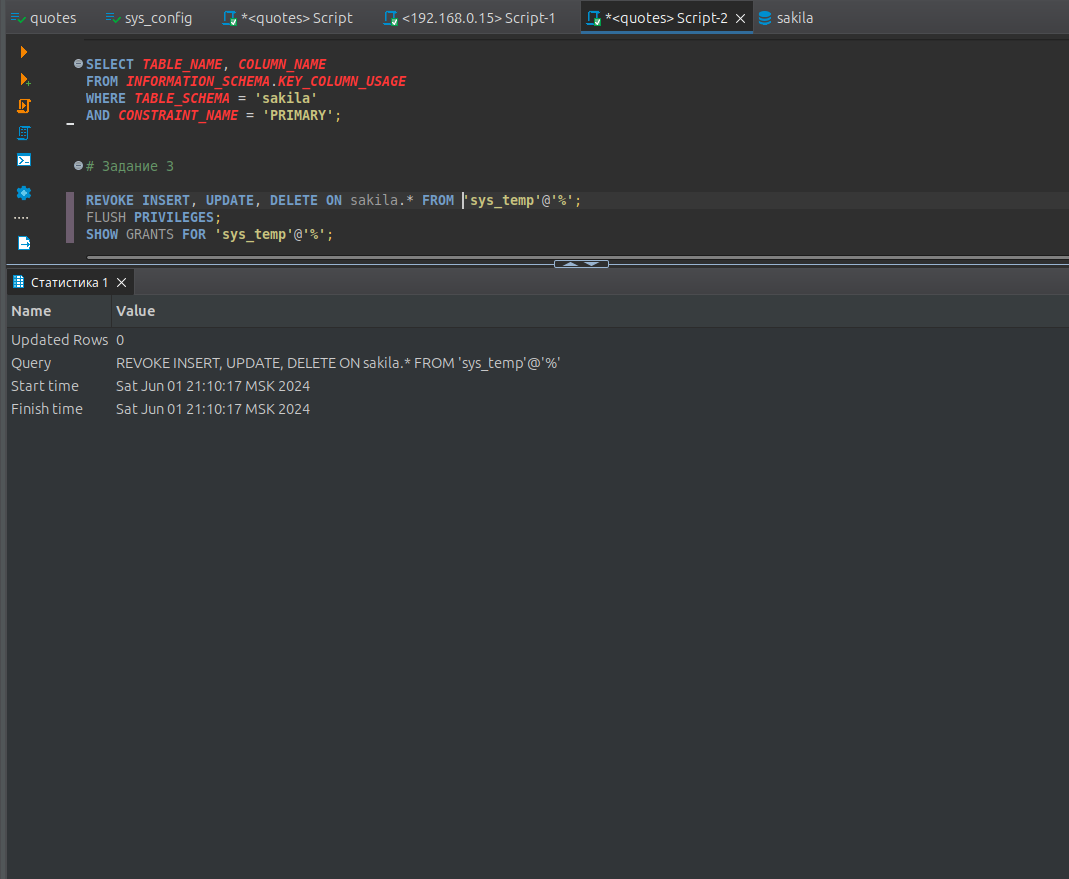 quotes sys_config *<quotes> Script <192.168.0.15> Script-1 *<quotes> Script-2 sakila
SELECT TABLE_NAME, COLUMN_NAME
FROM INFORMATION_SCHEMA.KEY_COLUMN_USAGE
WHERE TABLE_SCHEMA = 'sakila'
AND CONSTRAINT_NAME = 'PRIMARY';
# Задание 3
REVOKE INSERT, UPDATE, DELETE ON sakila.* FROM 'sys_temp'@'%';
FLUSH PRIVILEGES;
SHOW GRANTS FOR 'sys_temp'@'%';
Статистика 1
Name Value
Updated Rows 0
Query REVOKE INSERT, UPDATE, DELETE ON sakila.* FROM 'sys_temp'@'%'
Start time Sat Jun 01 21:10:17 MSK 2024
Finish time Sat Jun 01 21:10:17 MSK 2024